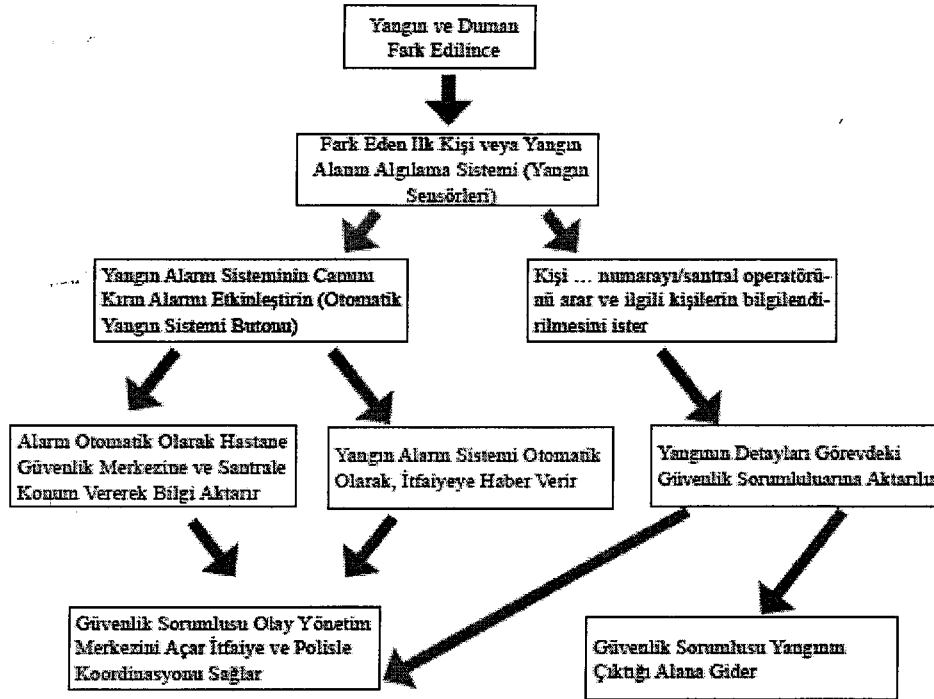 Yangın ve Duman
Fark Edilince
Fark Eden Ilk Kişi veya Yangın
Alanın Algılama Sistemi (Yangın
Sensörleri)
Yangın Alarm Sisteminin Camını
Kırın Alarmı Etkinleştirin (Otomatik
Yangın Sistemi Butonu)
Kişi ... numarayı/santral operatörü-
nü arar ve ilgili kişilerin bilgilendi-
rilmesini ister
Alarm Otomatik Olarak Hastane
Güvenlik Merkezine ve Santrale
Konum Vererek Bilgi Aktarır
Yangın Alarm Sistemi Otomatik
Olarak, İtfaiyeye Haber Verir
Yangının Detayları Görevdeki
Güvenlik Sorumluluarına Aktarılır
Güvenlik Sorumlusu Olay Yönetim
Merkezini Açar İtfaiye ve Polisle
Koordinasyonu Sağlar
Güvenlik Sorumlusu Yangının
Çıktığı Alana Gider